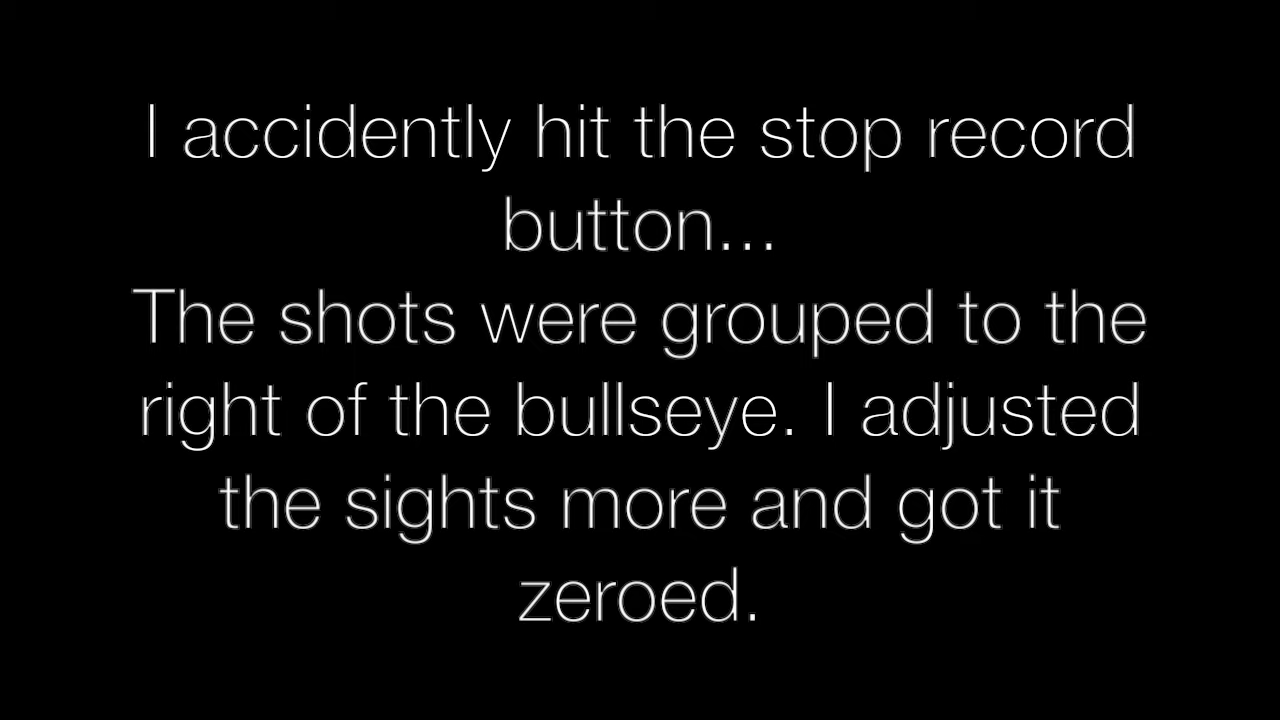 I accidently hit the stop record
button...
The shots were grouped to the
right of the bullseye. I adjusted
the sights more and got it
zeroed.